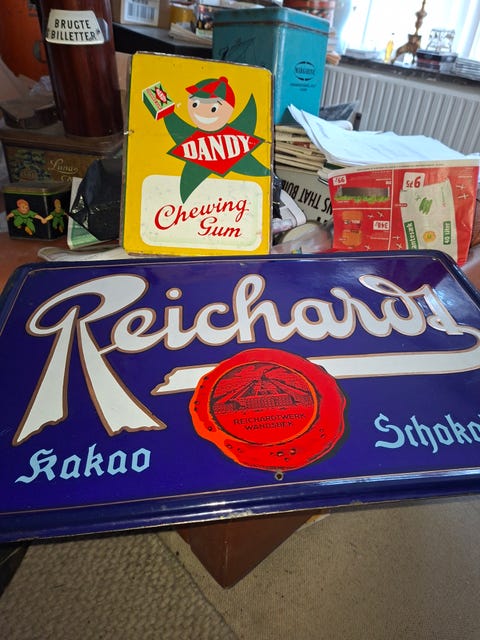 BRUGTE
BILLETTER
DANDY
Chewing
Gum
Reichardt
REICHARDTWERK
WANDSBEK
Kakao
Schoko